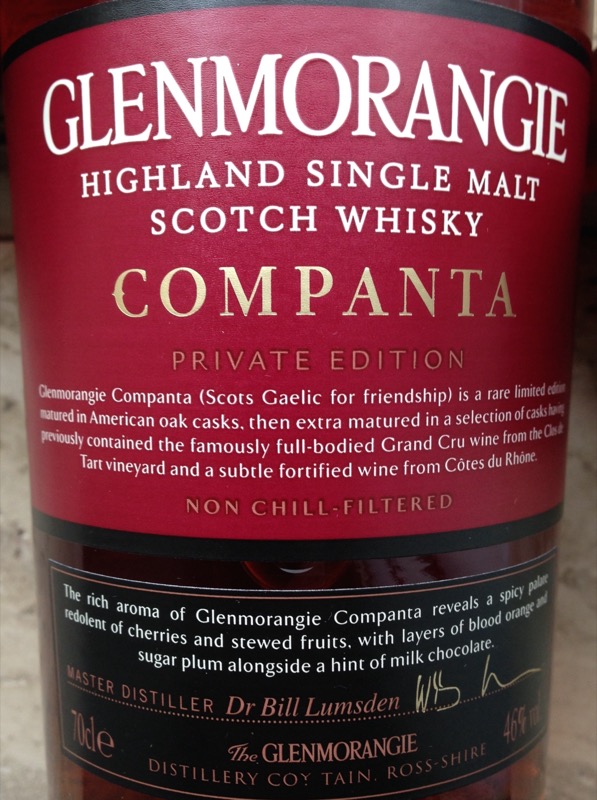 GLENMORANGIE
HIGHLAND SINGLE MALT
SCOTCH WHISKY
COMPANTA
PRIVATE EDITION
Glenmorangie Companta (Scots Gaelic for friendship) is a rare limited edition
matured in American oak casks, then extra matured in a selection of casks having
previously contained the famously full-bodied Grand Cru wine from the Clos de
Tart vineyard and a subtle fortified wine from Côtes du Rhône.
NON CHILL-FILTERED
The rich aroma of Glenmorangie Companta reveals a spicy palate
redolent of cherries and stewed fruits, with layers of blood orange and
sugar plum alongside a hint of milk chocolate.
MASTER DISTILLER Dr Bill Lumsden
70cl e
46% vol
The GLENMORANGIE
DISTILLERY COY TAIN, ROSS-SHIRE